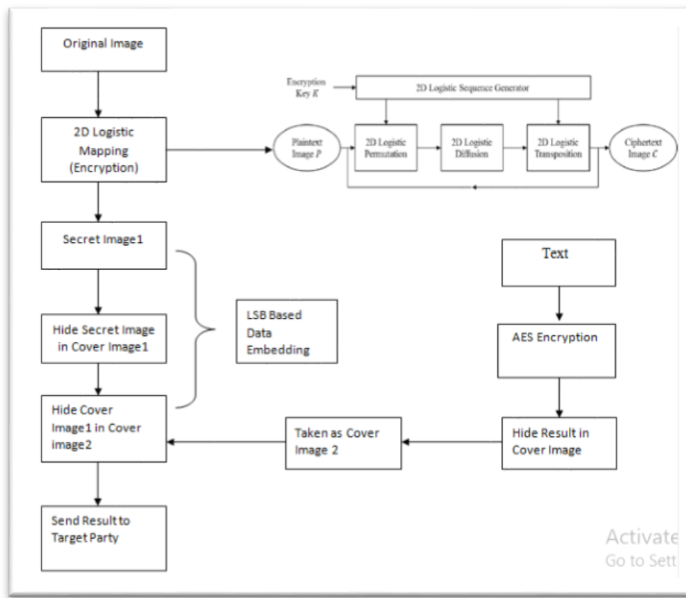 Original Image
2D Logistic
Mapping
(Encryption)
Encryption
Key K
2D Logistic Sequence Generator
Plaintext
Image P
2D Logistic
Permutation
2D Logistic
Diffusion
2D Logistic
Transposition
Ciphertext
Image C
Secret Image1
Hide Secret Image
in Cover Image1
Hide Cover
Image1 in Cover
image2
LSB Based
Data
Embedding
Text
AES Encryption
Hide Result in
Cover Image
Taken as Cover
Image 2
Send Result to
Target Party
Activate
Go to Sett